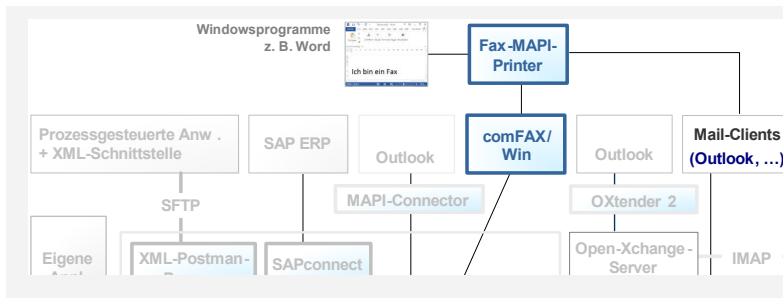 Windowsprogramme
z. B. Word
Ich bin ein Fax
Fax-MAPI-
Printer
Prozessgesteuerte Anw .
+ XML-Schnittstelle
SAP ERP
Outlook
comFAX/
Win
Outlook
Mail-Clients
(Outlook, ...)
SFTP
MAPI-Connector
OXtender 2
Eigene
XML-Postman-
SAPconnect
Open-Xchange-
Server
IMAP